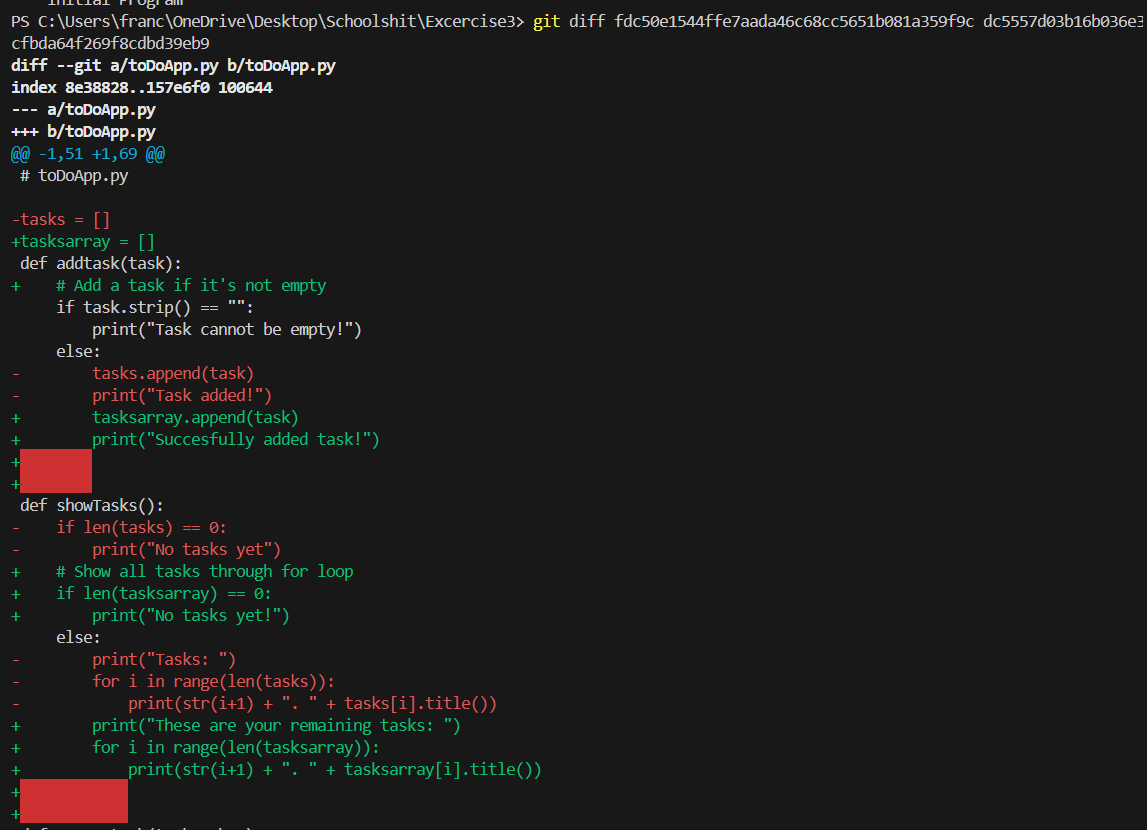 Initial Program
PS C:\Users\franc\OneDrive\Desktop\Schoolshit\Excercise3> git diff fdc50e1544ffe7aada46c68cc5651b081a359f9c dc5557d03b16b036e3
cfbda64f269f8cdbd39eb9
diff --git a/toDoApp.py b/toDoApp.py
index 8e38828..157e6f0 100644
--- a/toDoApp.py
+++ b/toDoApp.py
@@ -1,51 +1,69 @@
 # toDoApp.py

-tasks = []
+tasksarray = []
 def addtask(task):
+    # Add a task if it's not empty
     if task.strip() == "":
         print("Task cannot be empty!")
     else:
-        tasks.append(task)
-        print("Task added!")
+        tasksarray.append(task)
+        print("Succesfully added task!")
+
+
 def showTasks():
-    if len(tasks) == 0:
-        print("No tasks yet")
+    # Show all tasks through for loop
+    if len(tasksarray) == 0:
+        print("No tasks yet!")
     else:
-        print("Tasks: ")
-        for i in range(len(tasks)):
-            print(str(i+1) + ". " + tasks[i].title())
+        print("These are your remaining tasks: ")
+        for i in range(len(tasksarray)):
+            print(str(i+1) + ". " + tasksarray[i].title())
+
+